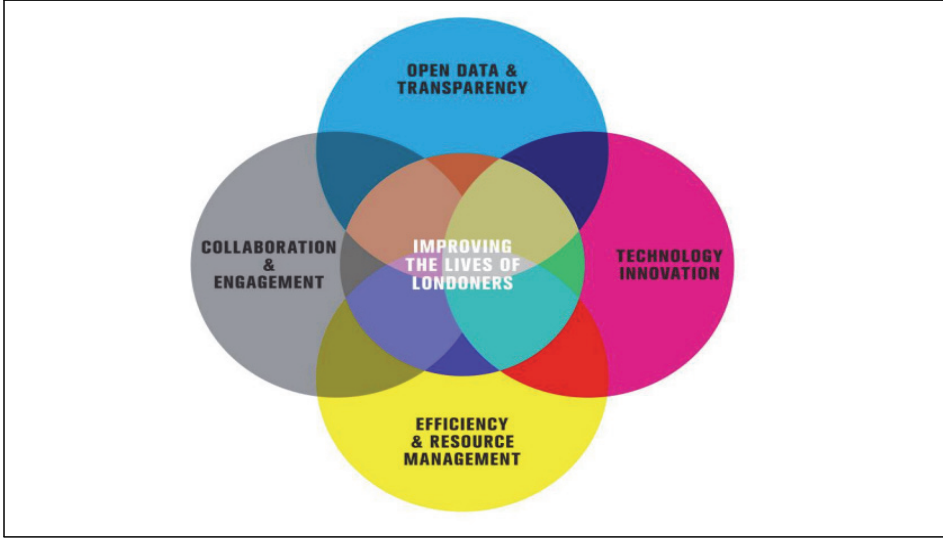 OPEN DATA &
TRANSPARENCY
COLLABORATION
&
ENGAGEMENT
IMPROVING
THE LIVES OF
LONDONERS
TECHNOLOGY
INNOVATION
EFFICIENCY
& RESOURCE
MANAGEMENT